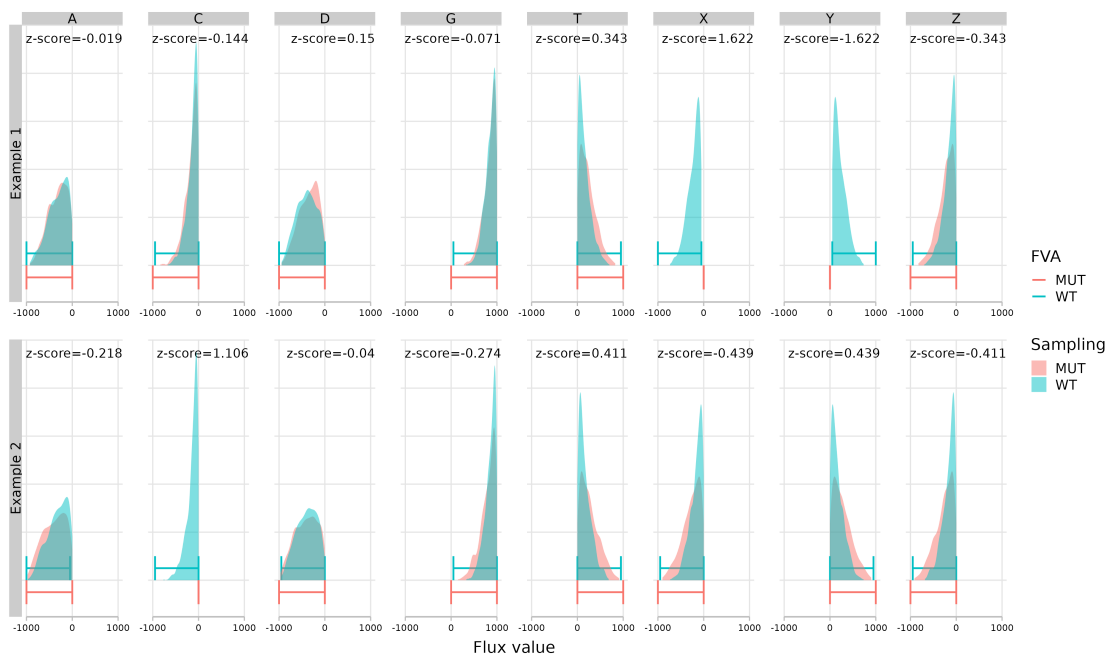 A C D G T X Y Z
Example 1
z-score=-0.019 z-score=-0.144 z-score=0.15 z-score=-0.071 z-score=0.343 z-score=1.622 z-score=-1.622 z-score=-0.343
-1000 0 1000 -1000 0 1000 -1000 0 1000 -1000 0 1000 -1000 0 1000 -1000 0 1000 -1000 0 1000 -1000 0 1000
Example 2
z-score=-0.218 z-score=1.106 z-score=-0.04 z-score=-0.274 z-score=0.411 z-score=-0.439 z-score=0.439 z-score=-0.411
-1000 0 1000 -1000 0 1000 -1000 0 1000 -1000 0 1000 -1000 0 1000 -1000 0 1000 -1000 0 1000 -1000 0 1000
Flux value
FVA
MUT
WT
Sampling
MUT
WT